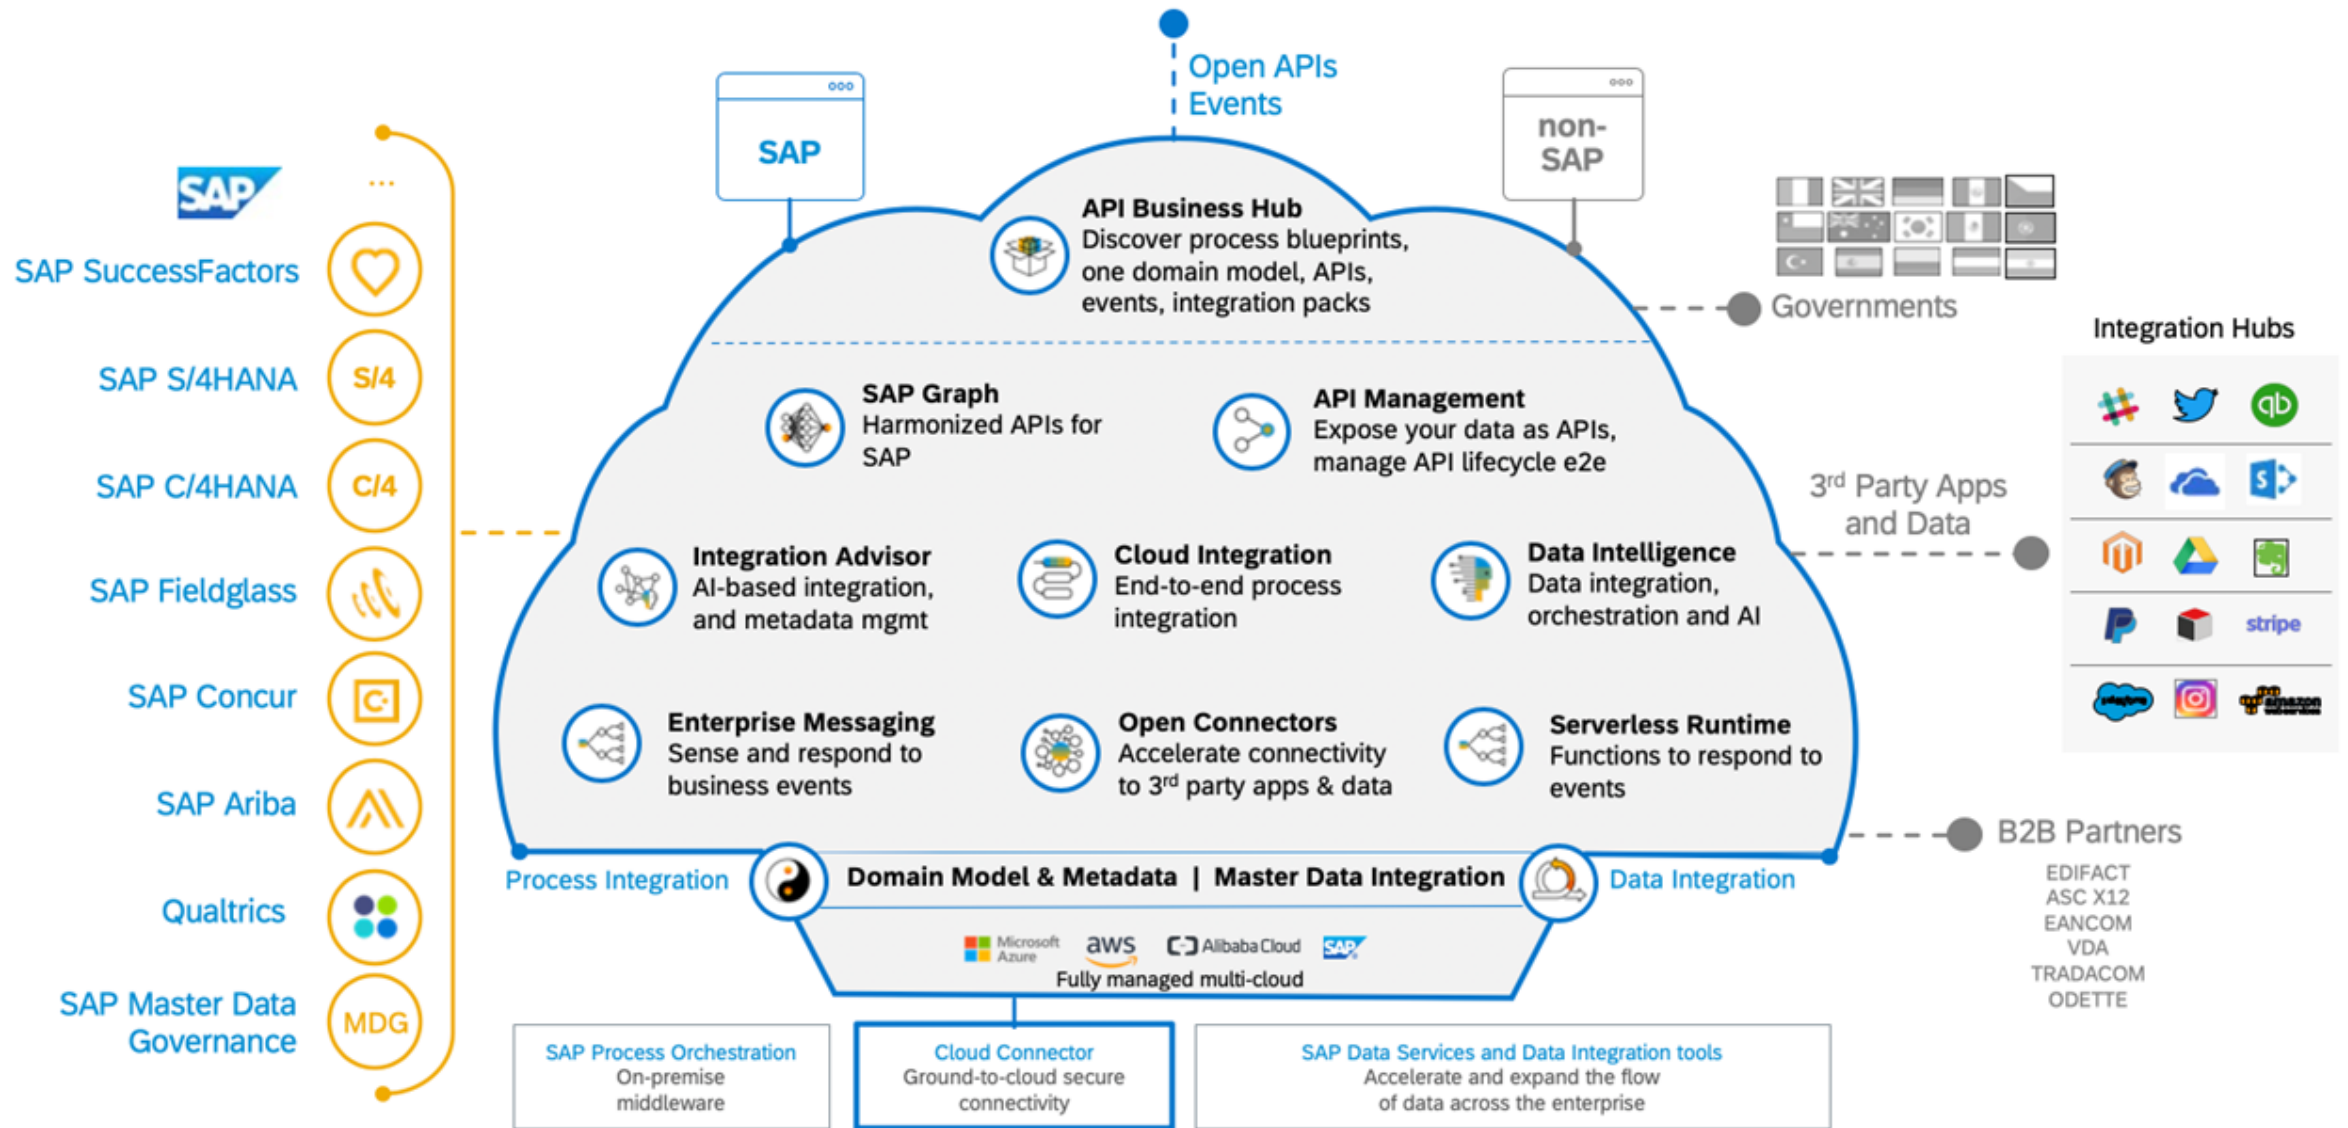 Open APIs
Events
SAP
non-
SAP
SAP
...
SAP SuccessFactors
SAP S/4HANA
S/4
SAP C/4HANA
C/4
SAP Fieldglass
SAP Concur
C
SAP Ariba
Qualtrics
SAP Master Data
Governance
MDG
API Business Hub
Discover process blueprints,
one domain model, APIs,
events, integration packs
SAP Graph
Harmonized APIs for
SAP
API Management
Expose your data as APIs,
manage API lifecycle e2e
Integration Advisor
AI-based integration,
and metadata mgmt
Cloud Integration
End-to-end process
integration
Data Intelligence
Data integration,
orchestration and AI
Enterprise Messaging
Sense and respond to
business events
Open Connectors
Accelerate connectivity
to 3rd party apps & data
Serverless Runtime
Functions to respond to
events
Process Integration
Domain Model & Metadata | Master Data Integration
Data Integration
Microsoft
Azure
aws
Alibaba Cloud
SAP
Fully managed multi-cloud
SAP Process Orchestration
On-premise
middleware
Cloud Connector
Ground-to-cloud secure
connectivity
SAP Data Services and Data Integration tools
Accelerate and expand the flow
of data across the enterprise
Governments
Integration Hubs
qb
S
stripe
amazon
3rd Party Apps
and Data
B2B Partners
EDIFACT
ASC X12
EANCOM
VDA
TRADACOM
ODETTE